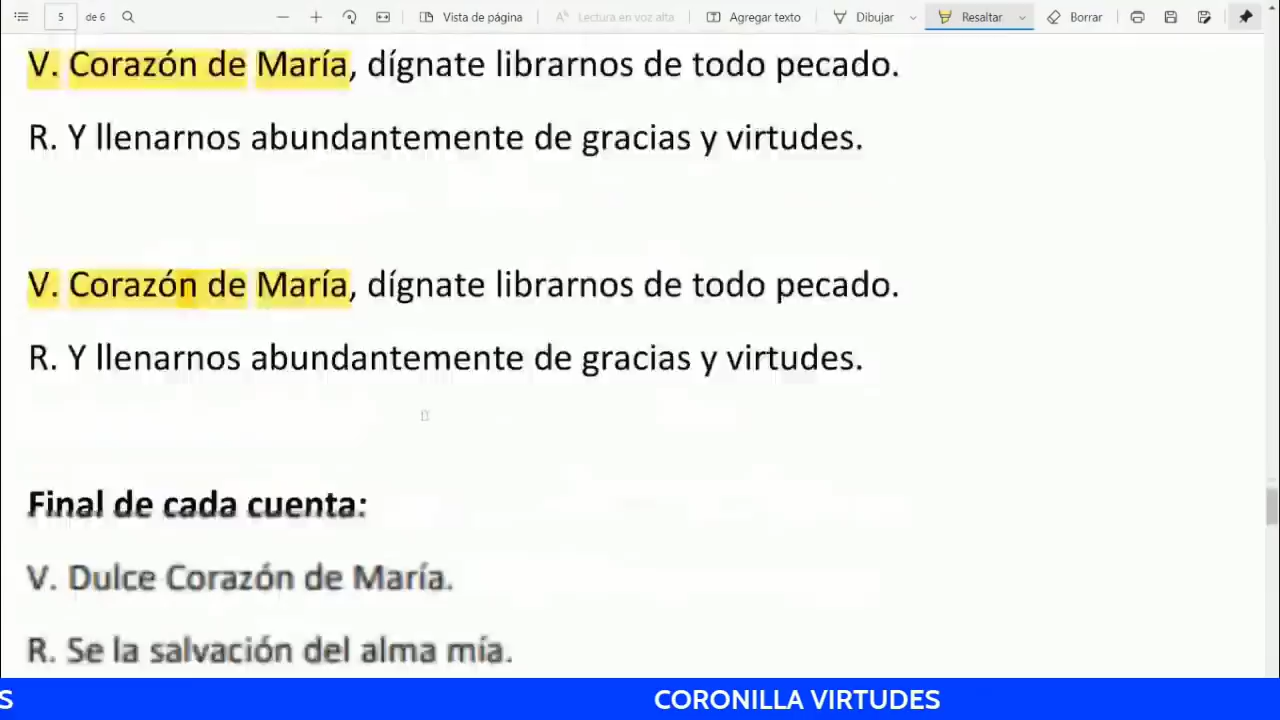 5 de 6 Vista de página Lectura en voz alta Agregar texto Dibujar Resaltar Borrar
V. Corazón de María, dígnate librarnos de todo pecado.
R. Y llenarnos abundantemente de gracias y virtudes.
V. Corazón de María, dígnate librarnos de todo pecado.
R. Y llenarnos abundantemente de gracias y virtudes.
Final de cada cuenta:
V. Dulce Corazón de María.
R. Se la salvación del alma mía.
S CORONILLA VIRTUDES